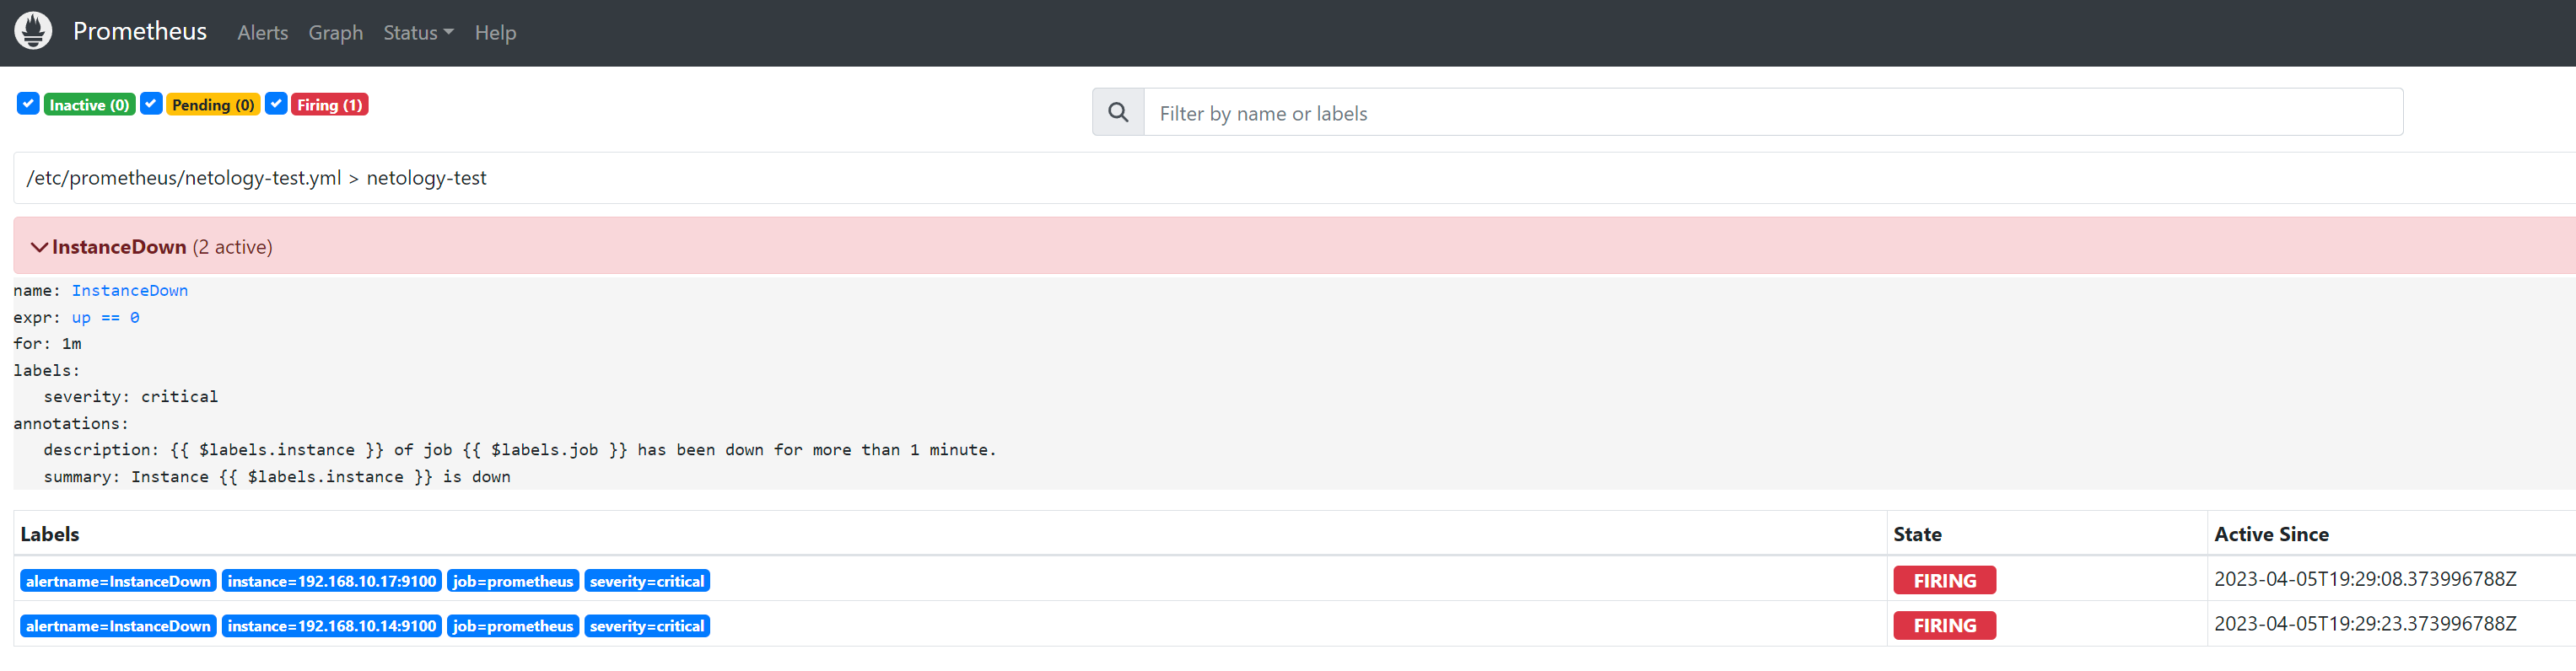 Prometheus Alerts Graph Status Help
Inactive (0) Pending (0) Firing (1) Filter by name or labels
/etc/prometheus/netology-test.yml > netology-test
InstanceDown (2 active)
name: InstanceDown
expr: up == 0
for: 1m
labels:
severity: critical
annotations:
description: {{ $labels.instance }} of job {{ $labels.job }} has been down for more than 1 minute.
summary: Instance {{ $labels.instance }} is down
Labels State Active Since
alertname=InstanceDown instance=192.168.10.17:9100 job=prometheus severity=critical FIRING 2023-04-05T19:29:08.373996788Z
alertname=InstanceDown instance=192.168.10.14:9100 job=prometheus severity=critical FIRING 2023-04-05T19:29:23.373996788Z